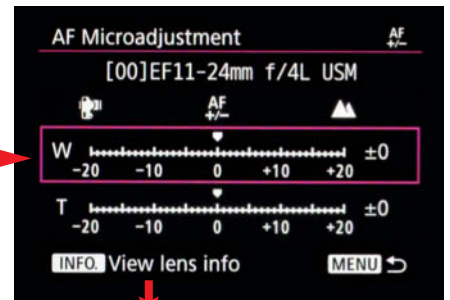 AF Microadjustment AF +/−
[00]EF11-24mm f/4L USM
AF +/−
W ±0
-20 -10 0 +10 +20
T ±0
-20 -10 0 +10 +20
INFO. View lens info MENU